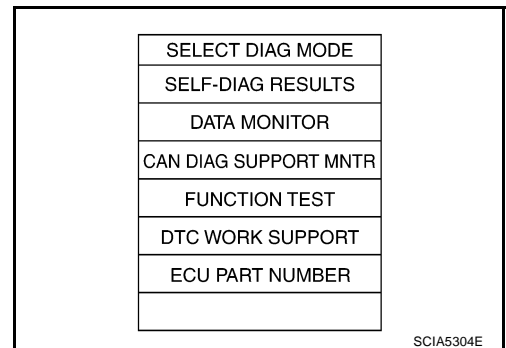 SELECT DIAG MODE
SELF-DIAG RESULTS
DATA MONITOR
CAN DIAG SUPPORT MNTR
FUNCTION TEST
DTC WORK SUPPORT
ECU PART NUMBER
SCIA5304E